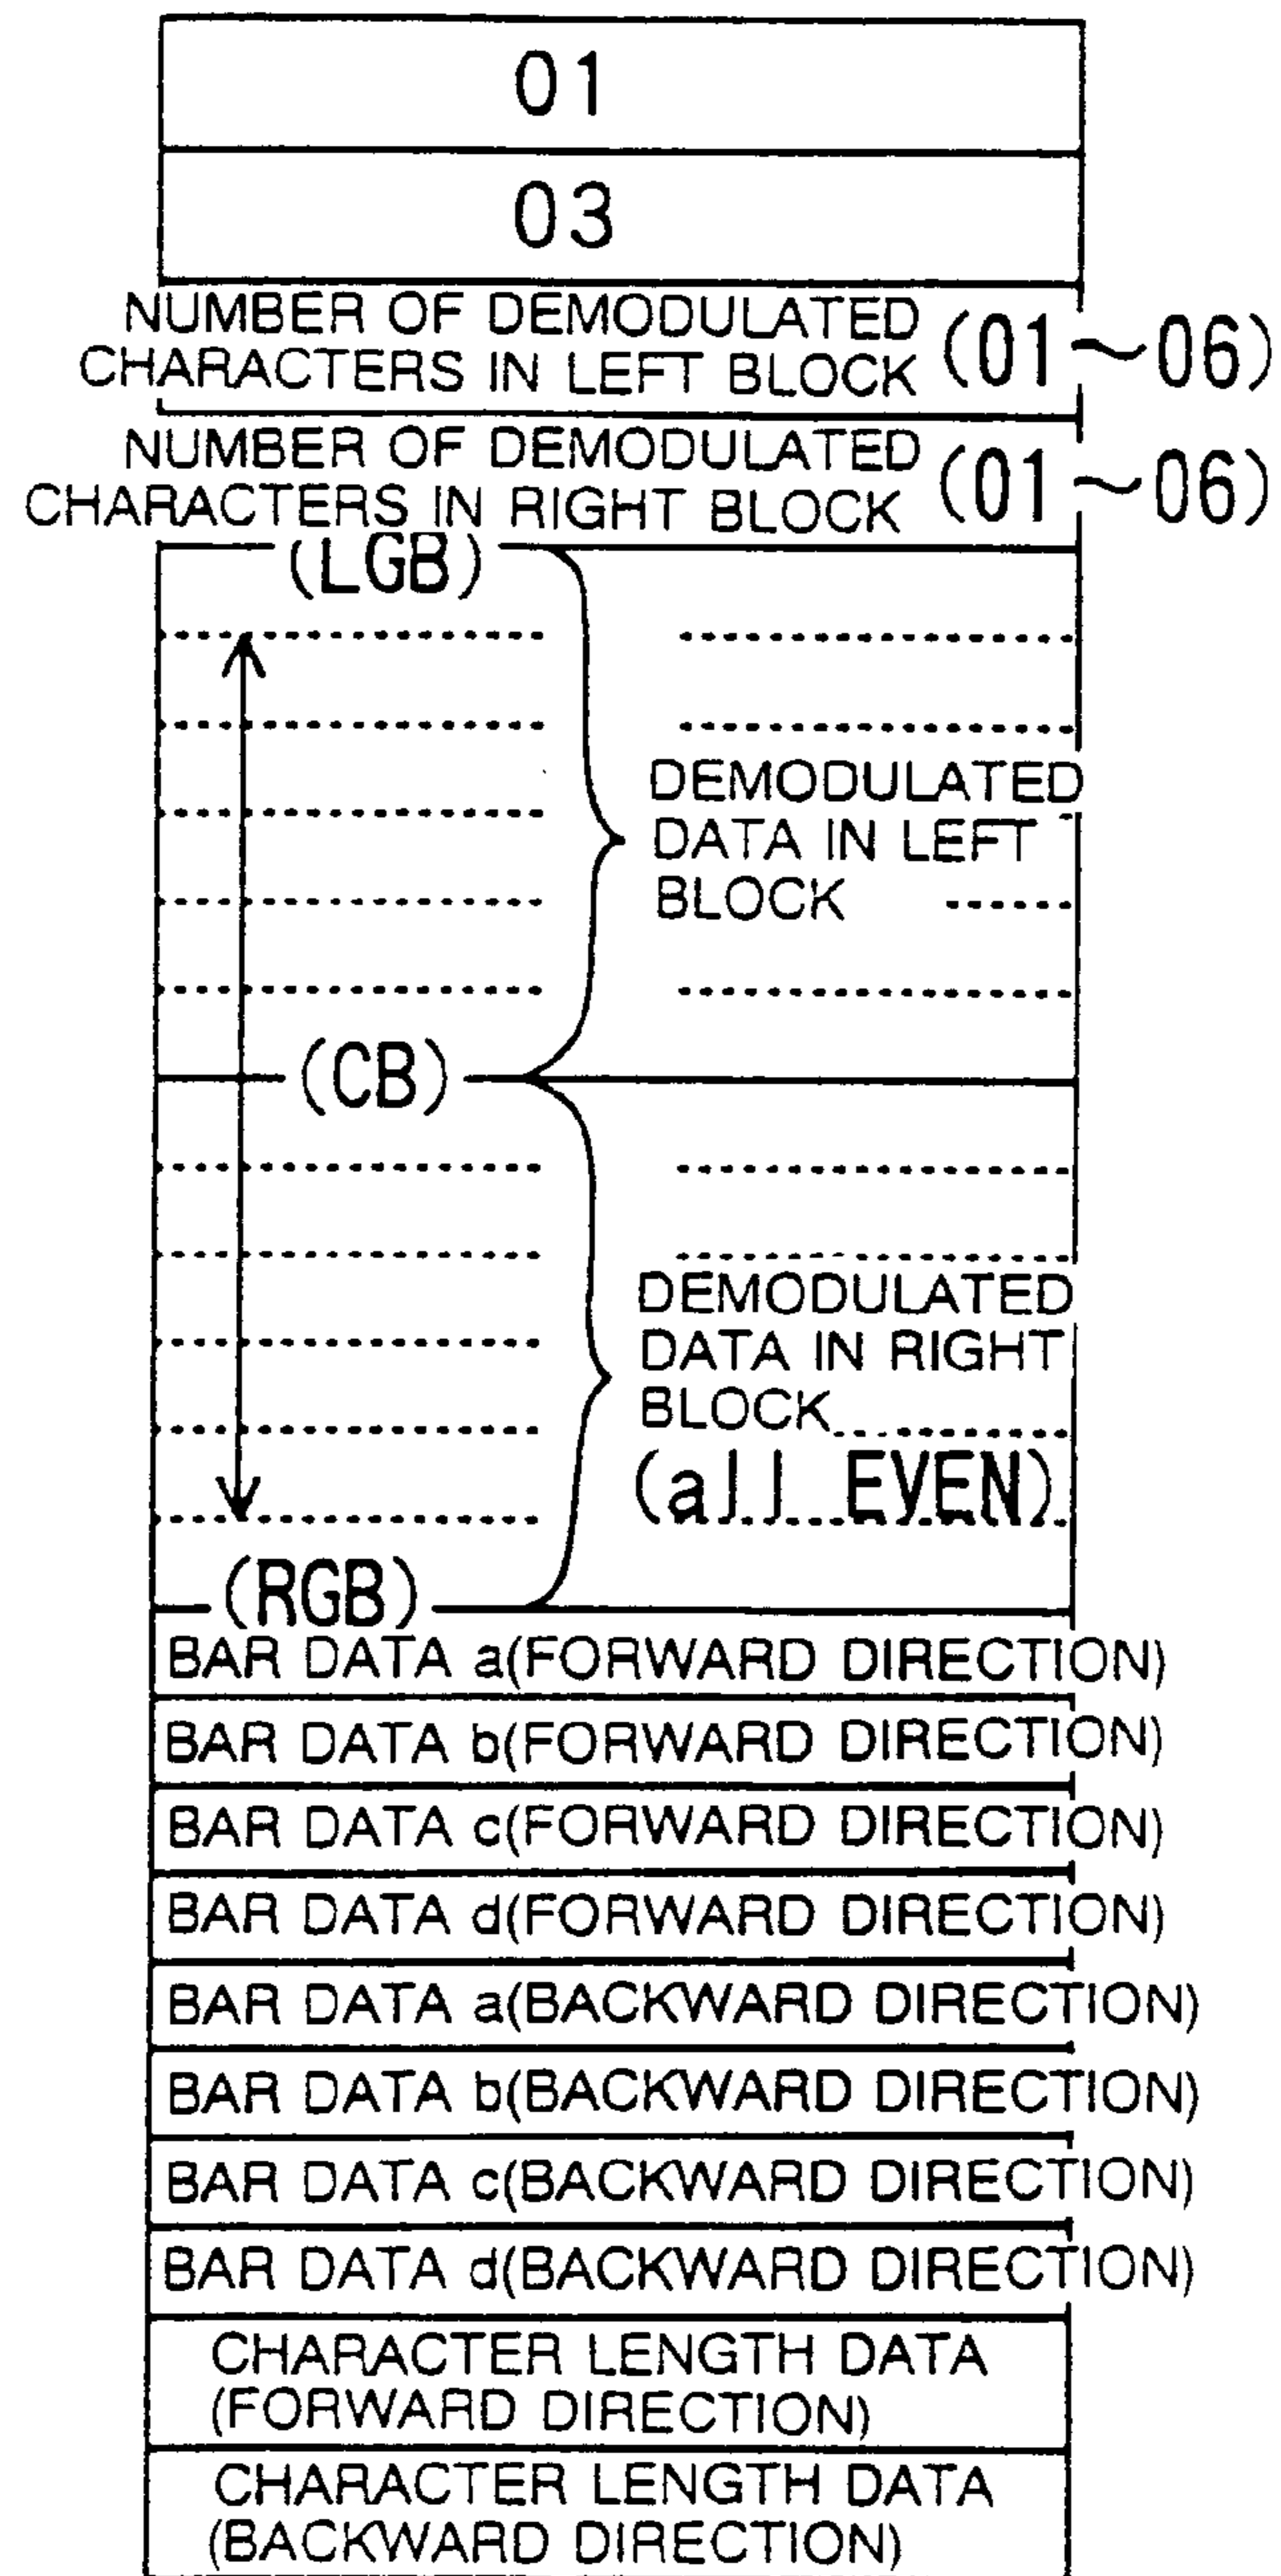 01
03
NUMBER OF DEMODULATED
CHARACTERS IN LEFT BLOCK (01~06)
NUMBER OF DEMODULATED
CHARACTERS IN RIGHT BLOCK (01~06)
(LGB)
DEMODULATED
DATA IN LEFT
BLOCK
(CB)
DEMODULATED
DATA IN RIGHT
BLOCK
(all EVEN)
(RGB)
BAR DATA a(FORWARD DIRECTION)
BAR DATA b(FORWARD DIRECTION)
BAR DATA c(FORWARD DIRECTION)
BAR DATA d(FORWARD DIRECTION)
BAR DATA a(BACKWARD DIRECTION)
BAR DATA b(BACKWARD DIRECTION)
BAR DATA c(BACKWARD DIRECTION)
BAR DATA d(BACKWARD DIRECTION)
CHARACTER LENGTH DATA
(FORWARD DIRECTION)
CHARACTER LENGTH DATA
(BACKWARD DIRECTION)